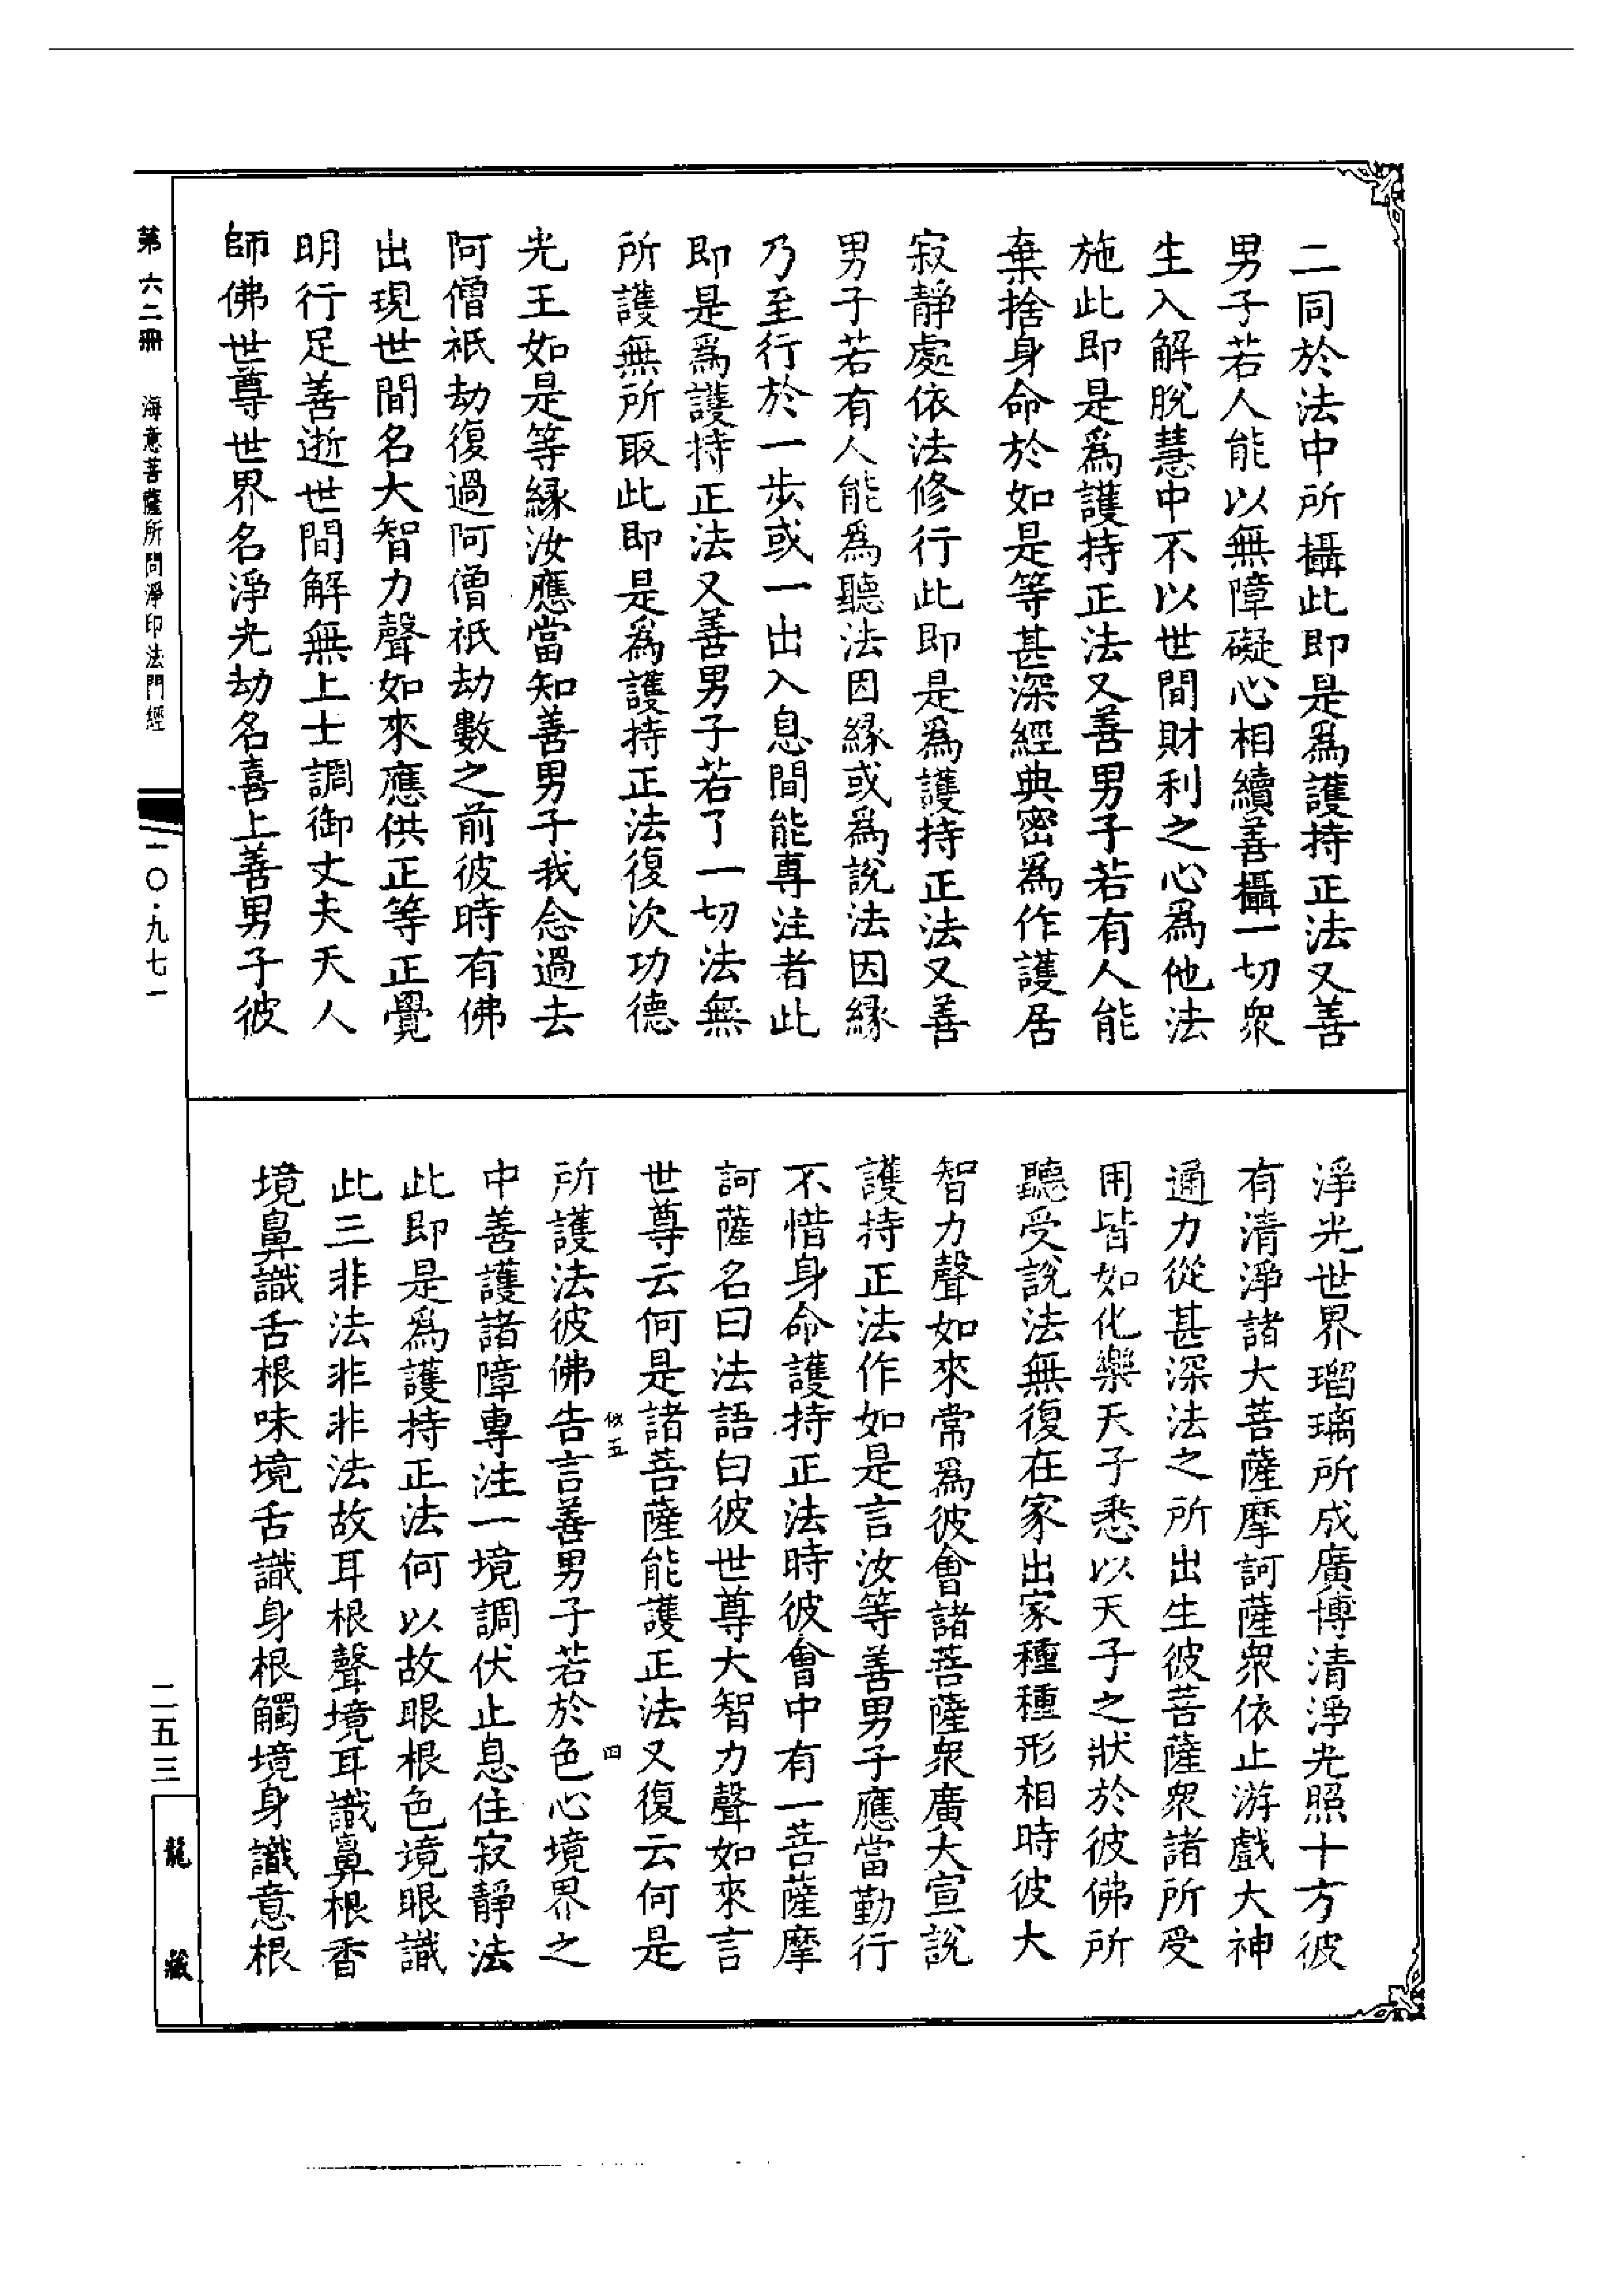 二同於法中所攝此即是爲護持正法又善
男子若人能以無障礙心相續善攝一切衆
生入解脫慧中不以世間財利之心爲他法
施此即是爲護持正法又善男子若有人能
棄捨身命於如是等甚深經典密爲作護居
寂靜處依法修行此即是爲護持正法又善
男子若有人能爲聽法因緣或爲說法因緣
乃至行於一步或一出入息間能專注者此
即是爲護持正法又善男子若了一切法無
所護無所取此即是爲護持正法復次功德
光王如是等緣汝應當知善男子我念過去
阿僧祇劫復過阿僧祇劫數之前彼時有佛
出現世間名大智力聲如來應供正等正覺
明行足善逝世間解無上士調御丈夫天人
師佛世尊世界名淨光劫名喜上善男子彼
淨光世界瑠璃所成廣博清淨光照十方彼
有清淨諸大菩薩摩訶薩衆依止游戲大神
通力從甚深法之所出生彼菩薩衆諸所受
用皆如化樂天子悉以天子之狀於彼佛所
聽受說法無復在家出家種種形相時彼大
智力聲如來常爲彼會諸菩薩衆廣大宣說
護持正法作如是言汝等善男子應當勤行
不惜身命護持正法時彼會中有一菩薩摩
訶薩名曰法語白彼世尊大智力聲如來言
世尊云何是諸菩薩能護正法又復云何是
攸五 四
所護法彼佛告言善男子若於色心境界之
中善護諸障專注一境調伏止息住寂靜法
此即是爲護持正法何以故眼根色境眼識
此三非法非非法故耳根聲境耳識鼻根香
境鼻識舌根味境舌識身根觸境身識意根
第六二冊 海意菩薩所問淨印法門經
一〇·九七一
二五三
龍藏